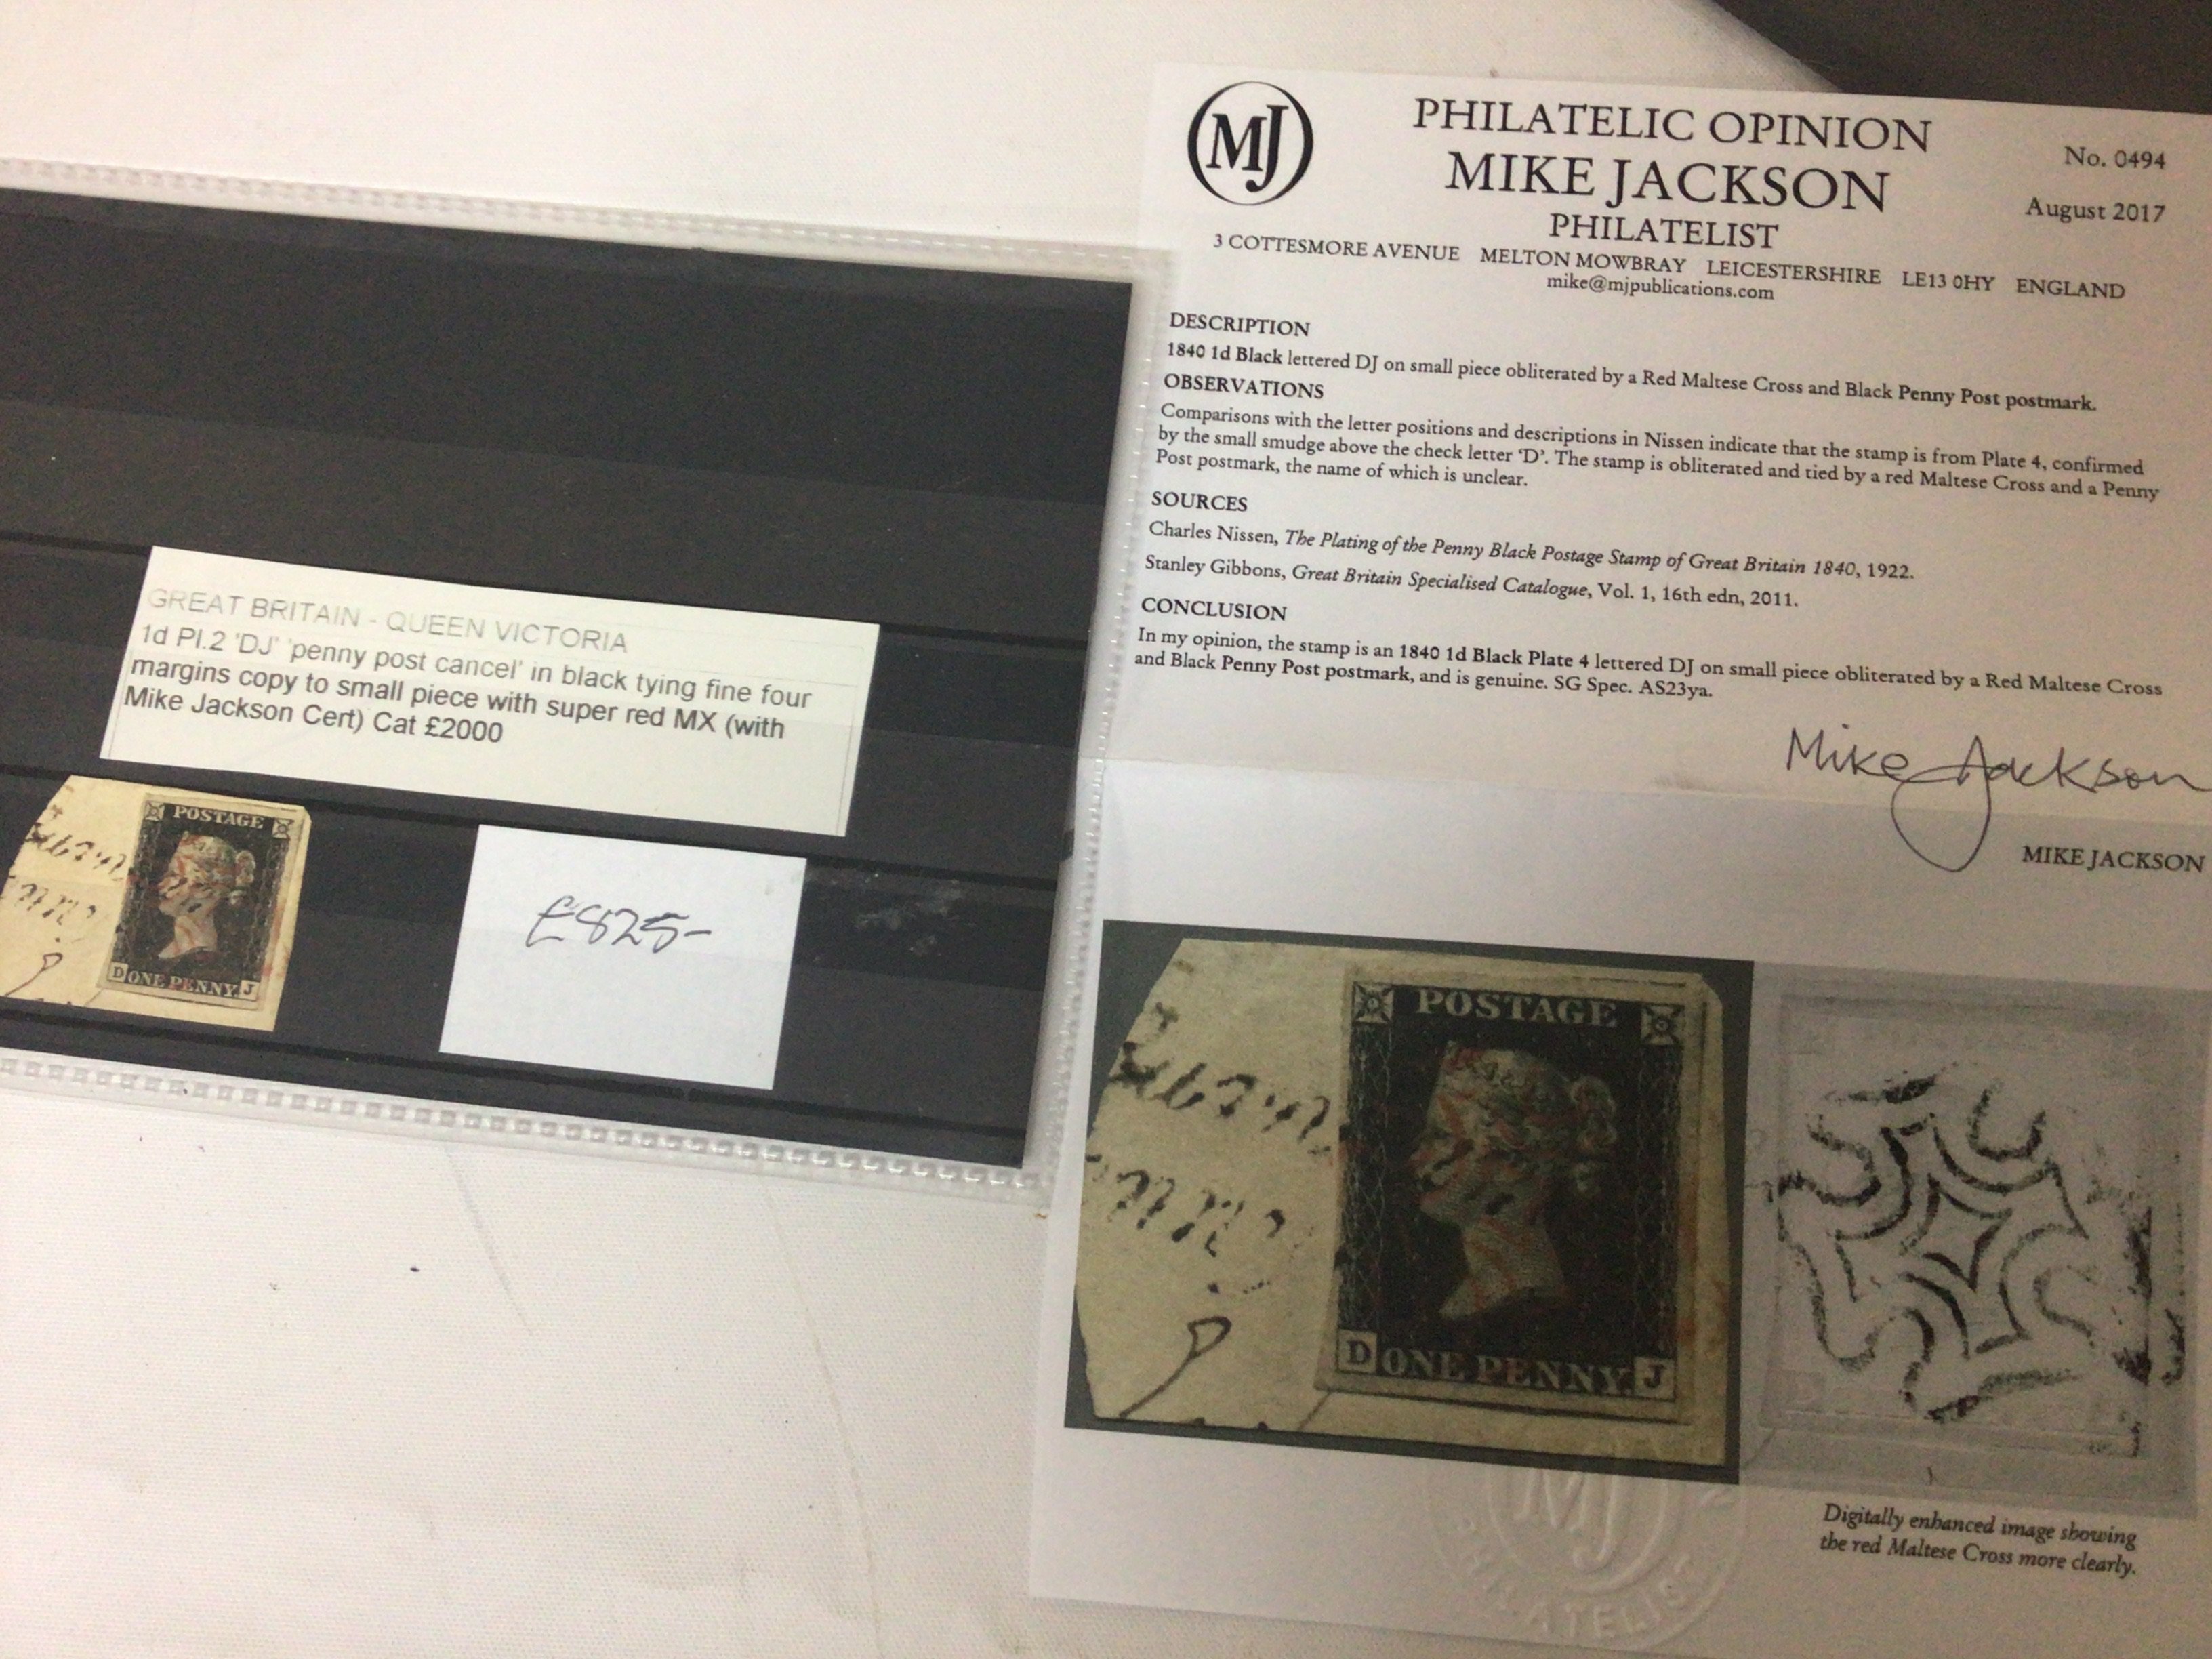 GREAT BRITAIN - QUEEN VICTORIA
1d Pl.2 'DJ' 'penny post cancel' in black tying fine four
margins copy to small piece with super red MX (with
Mike Jackson Cert) Cat £2000
POSTAGE
D ONE PENNY J
£825-
MJ
PHILATELIC OPINION
MIKE JACKSON
PHILATELIST
No. 0494
August 2017
3 COTTESMORE AVENUE MELTON MOWBRAY LEICESTERSHIRE LE13 0HY ENGLAND
mike@mjpublications.com
DESCRIPTION
1840 1d Black lettered DJ on small piece obliterated by a Red Maltese Cross and Black Penny Post postmark.
OBSERVATIONS
Comparisons with the letter positions and descriptions in Nissen indicate that the stamp is from Plate 4, confirmed
by the small smudge above the check letter 'D'. The stamp is obliterated and tied by a red Maltese Cross and a Penny
Post postmark, the name of which is unclear.
SOURCES
Charles Nissen, The Plating of the Penny Black Postage Stamp of Great Britain 1840, 1922.
Stanley Gibbons, Great Britain Specialised Catalogue, Vol. 1, 16th edn, 2011.
CONCLUSION
In my opinion, the stamp is an 1840 1d Black Plate 4 lettered DJ on small piece obliterated by a Red Maltese Cross
and Black Penny Post postmark, and is genuine. SG Spec. AS23ya.
Mike Jackson
MIKE JACKSON
POSTAGE
D ONE PENNY J
MJ
PHILATELIST
Digitally enhanced image showing
the red Maltese Cross more clearly.